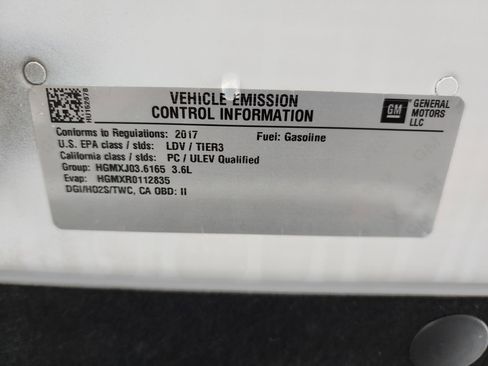 VEHICLE EMISSION
CONTROL INFORMATION
GM
GENERAL
MOTORS
LLC
Conforms to Regulations: 2017 Fuel: Gasoline
U.S. EPA class / stds: LDV / TIER3
California class / stds: PC / ULEV Qualified
Group: HGMXJ03.6165 3.6L
Evap: HGMXR0112835
DGI/HO2S/TWC, CA OBD: II